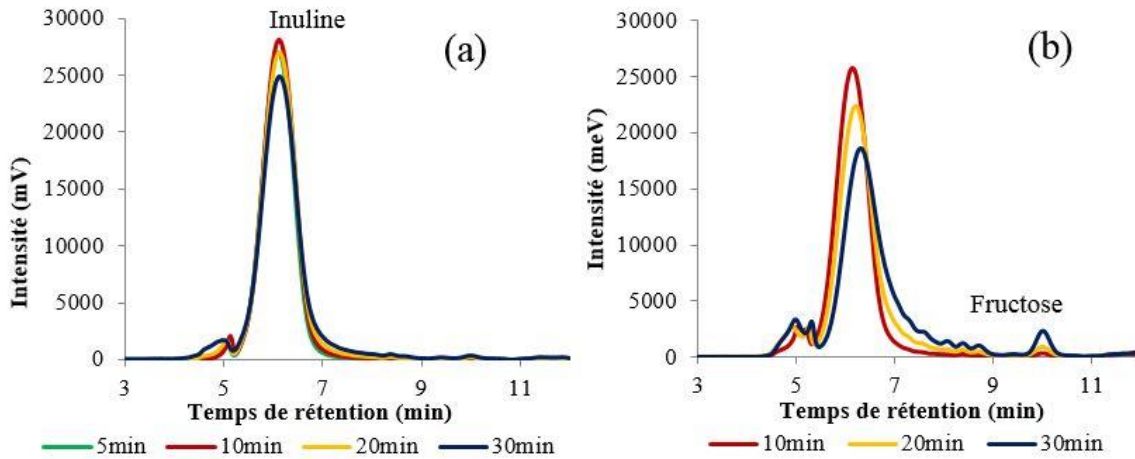 Inuline
(a)
30000
25000
20000
15000
10000
5000
0
Intensité (mV)
3 5 7 9 11
Temps de rétention (min)
5min 10min 20min 30min
(b)
30000
25000
20000
15000
10000
5000
0
Intensité (meV)
Fructose
3 5 7 9 11
Temps de rétention (min)
10min 20min 30min